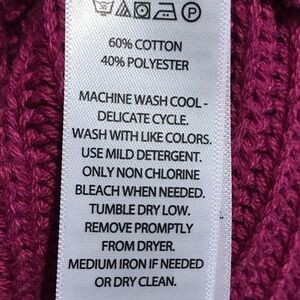 60% COTTON
40% POLYESTER
MACHINE WASH COOL -
DELICATE CYCLE.
WASH WITH LIKE COLORS.
USE MILD DETERGENT.
ONLY NON CHLORINE
BLEACH WHEN NEEDED.
TUMBLE DRY LOW.
REMOVE PROMPTLY
FROM DRYER.
MEDIUM IRON IF NEEDED
OR DRY CLEAN.